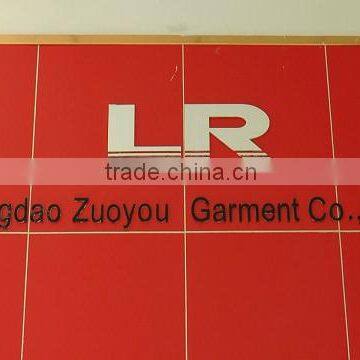 LR
trade.china.cn
gdao Zuoyou Garment Co.,